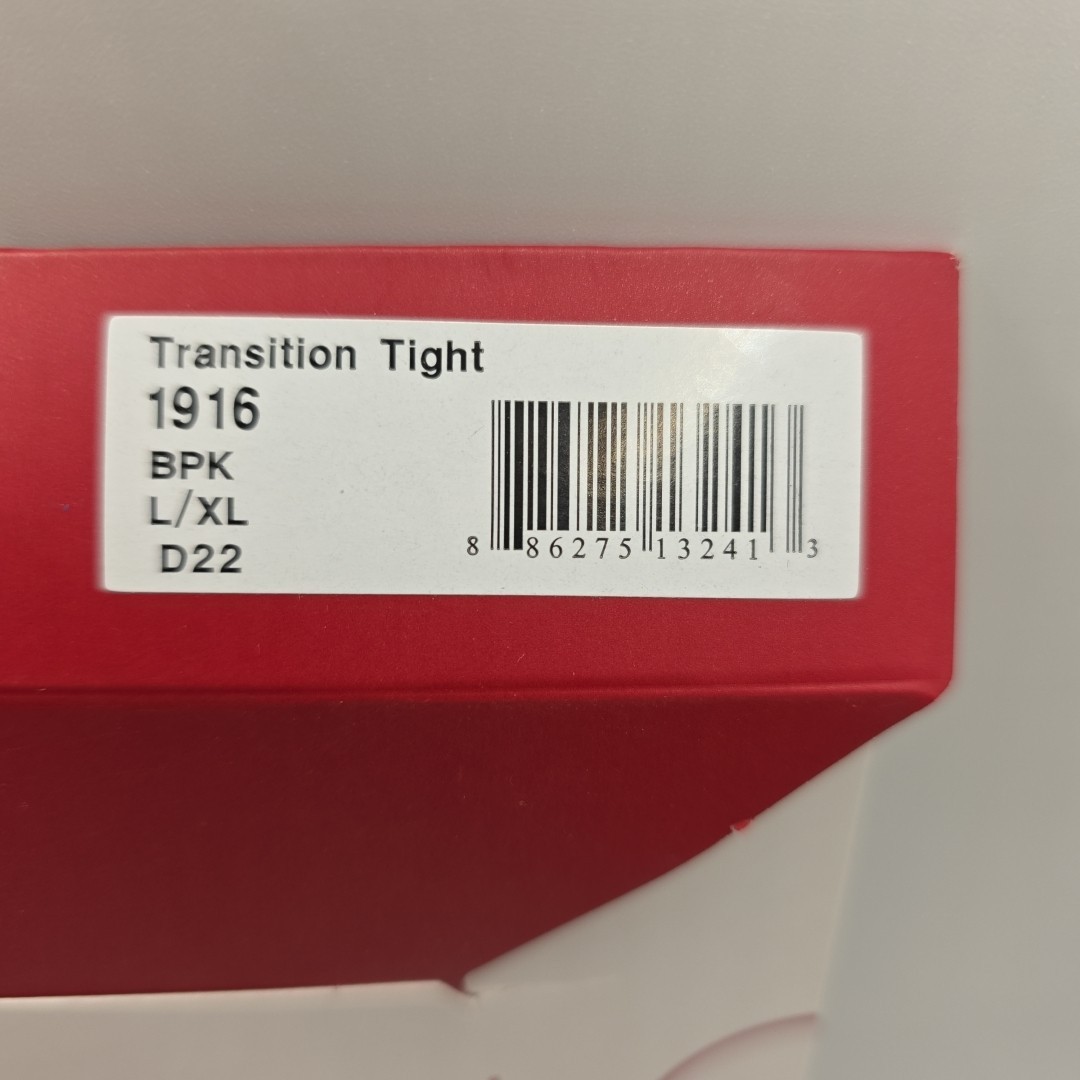 Transition Tight
1916
BPK
L/XL
D22
8 86275 13241 3